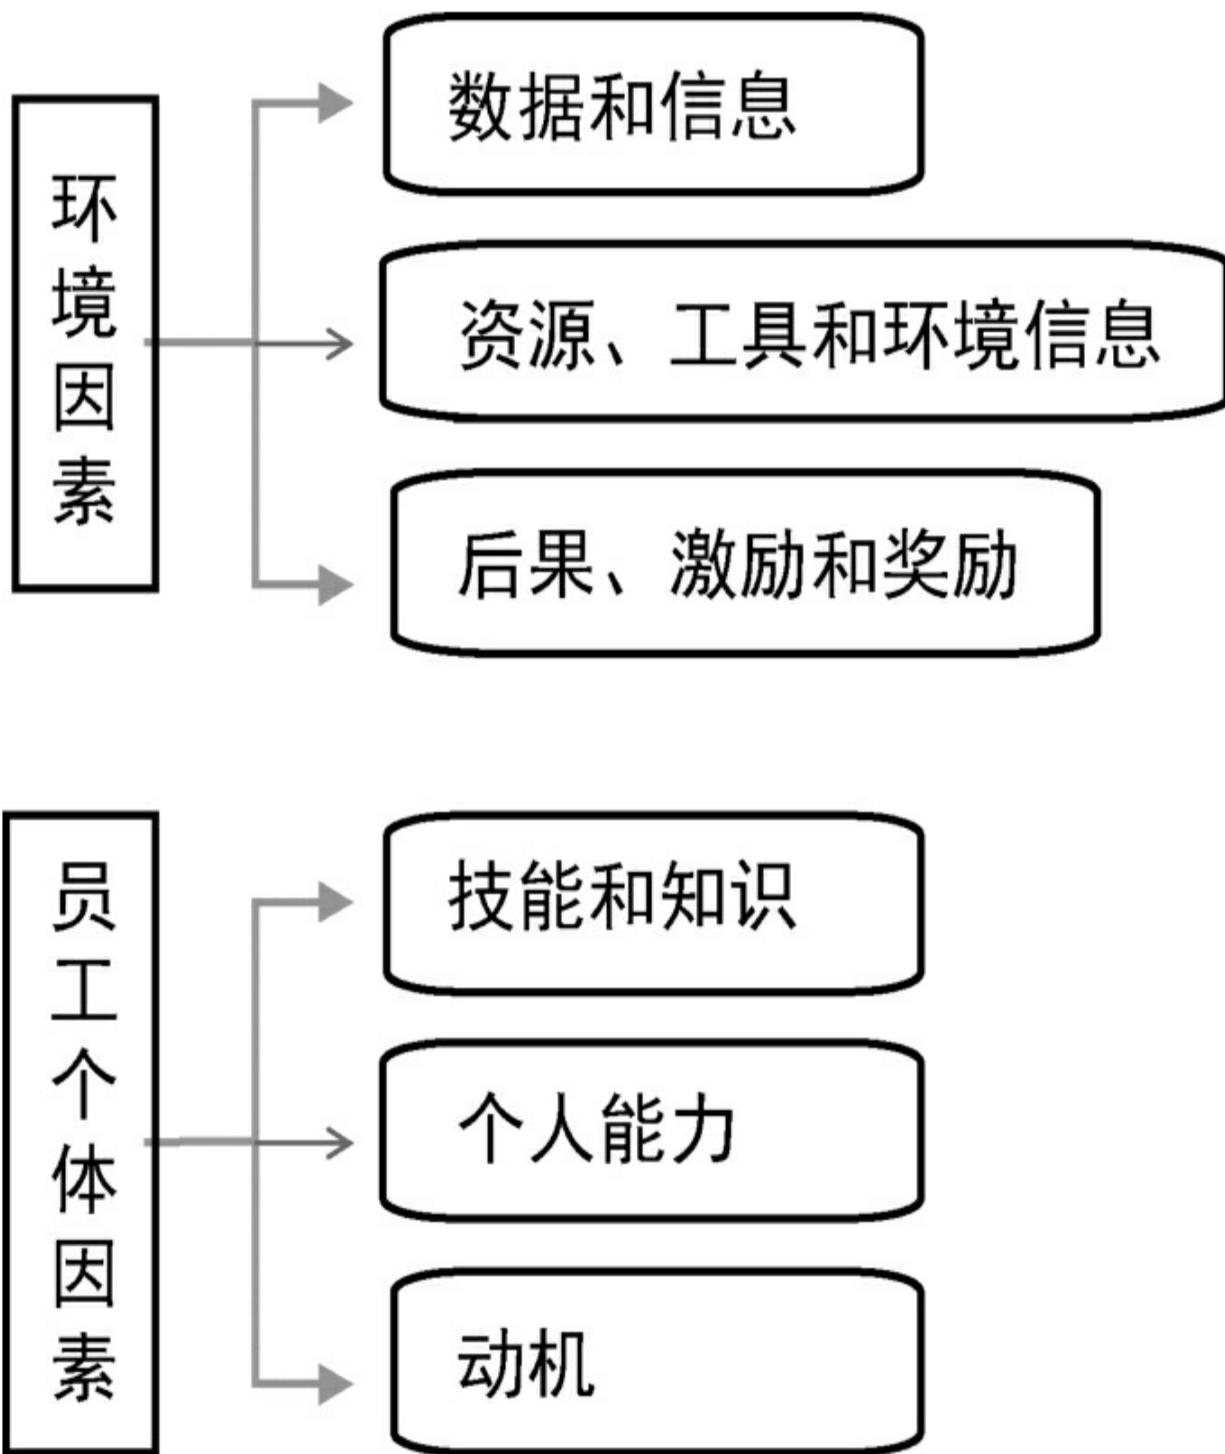 环境因素
数据和信息
资源、工具和环境信息
后果、激励和奖励
员工个体因素
技能和知识
个人能力
动机